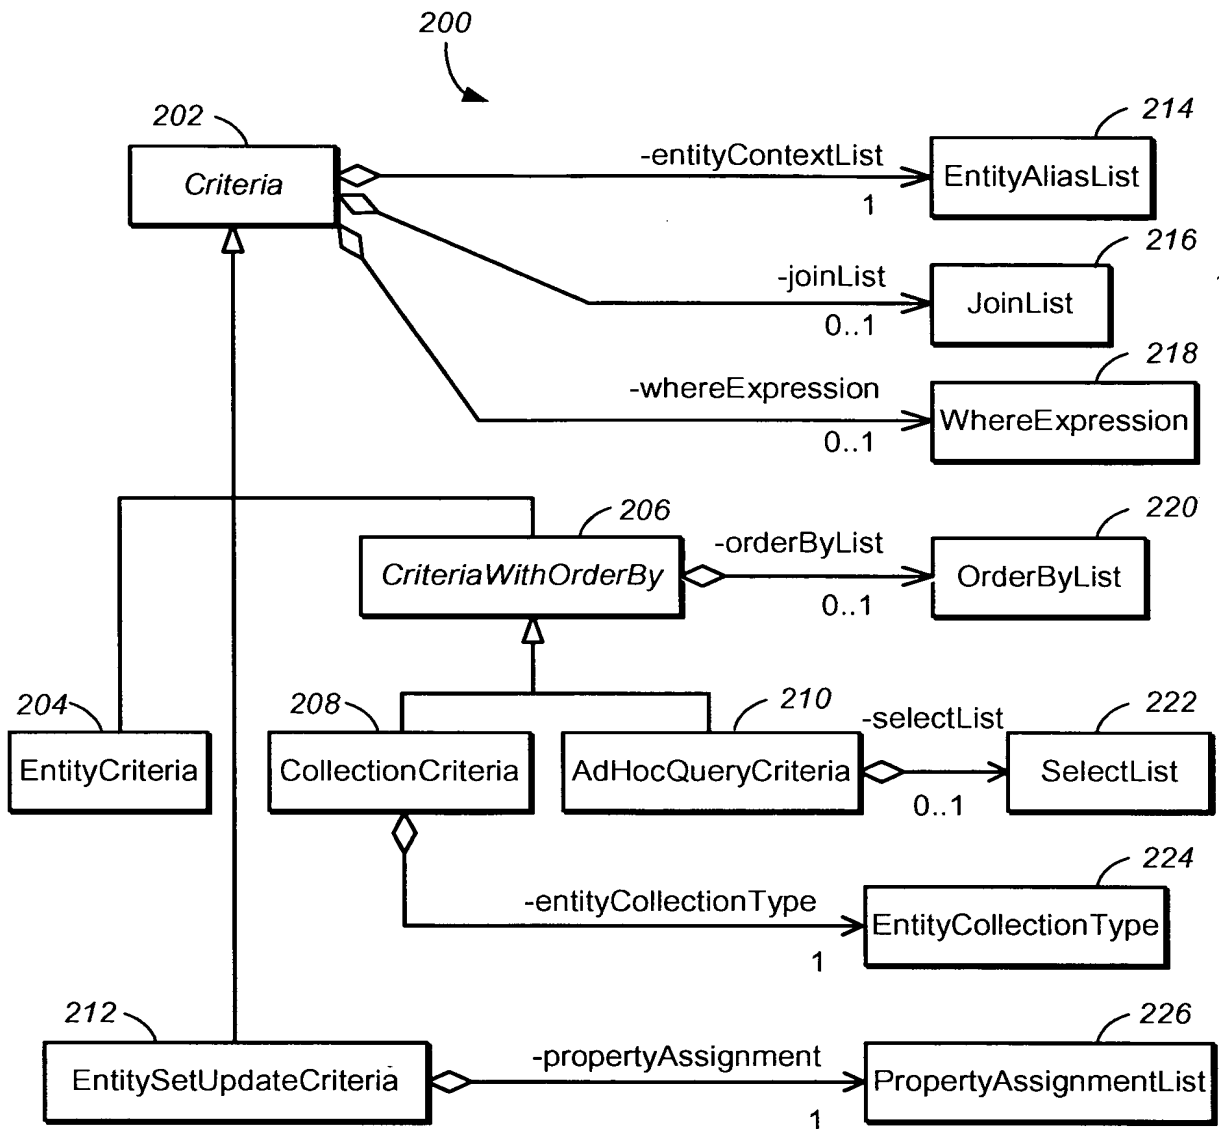 200
202
214
Criteria
-entityContextList
1
EntityAliasList
216
-joinList
0..1
JoinList
218
-whereExpression
0..1
WhereExpression
206
220
CriteriaWithOrderBy
-orderByList
0..1
OrderByList
204
208
210
-selectList
222
EntityCriteria
CollectionCriteria
AdHocQueryCriteria
0..1
SelectList
224
-entityCollectionType
1
EntityCollectionType
212
226
EntitySetUpdateCriteria
-propertyAssignment
1
PropertyAssignmentList